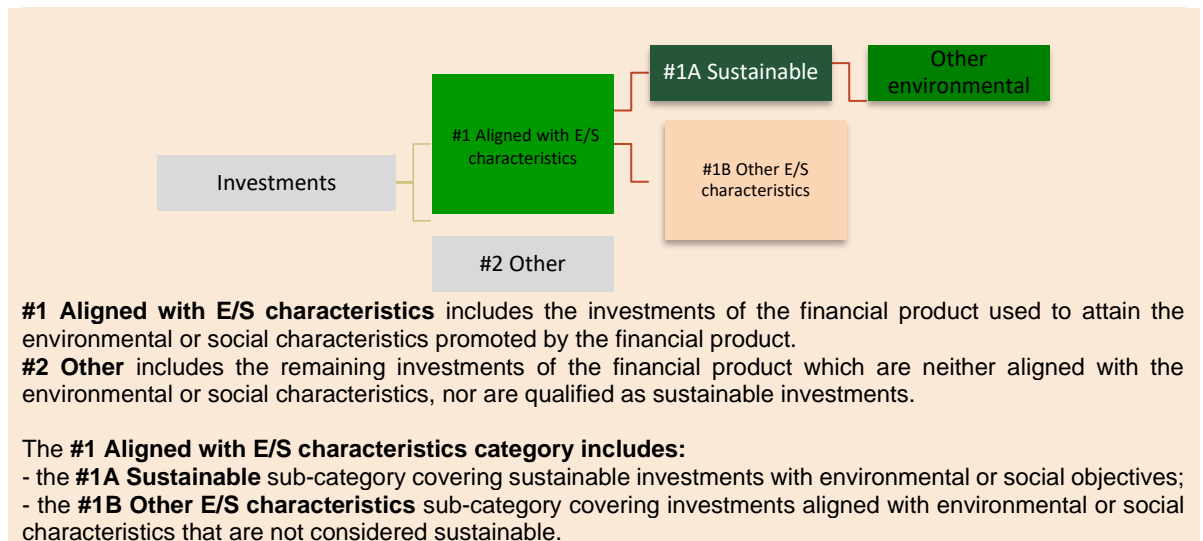 #1A Sustainable
Other
environmental
#1 Aligned with E/S
characteristics
#1B Other E/S
characteristics
Investments
#2 Other
#1 Aligned with E/S characteristics includes the investments of the financial product used to attain the
environmental or social characteristics promoted by the financial product.
#2 Other includes the remaining investments of the financial product which are neither aligned with the
environmental or social characteristics, nor are qualified as sustainable investments.
The #1 Aligned with E/S characteristics category includes:
- the #1A Sustainable sub-category covering sustainable investments with environmental or social objectives;
- the #1B Other E/S characteristics sub-category covering investments aligned with environmental or social
characteristics that are not considered sustainable.